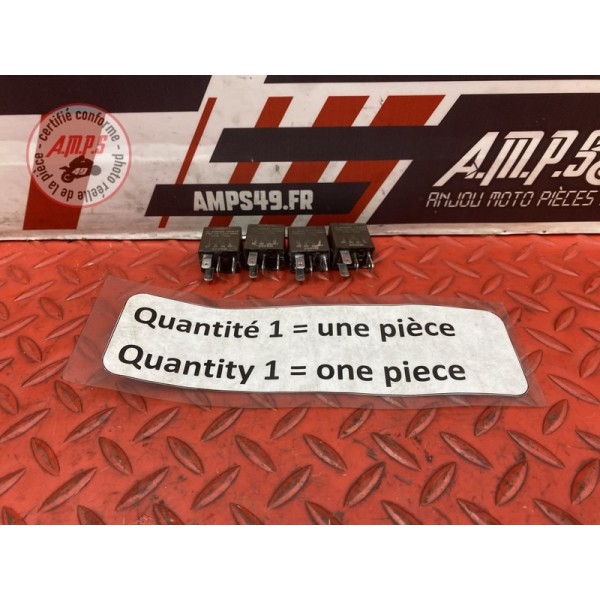 certifié conforme
A.M.P.S
49
photo réelle de la pièce
AMPS49.FR
A.M.P.S
ANJOU MOTO PIÈCES
Quantité 1 = une pièce
Quantity 1 = one piece